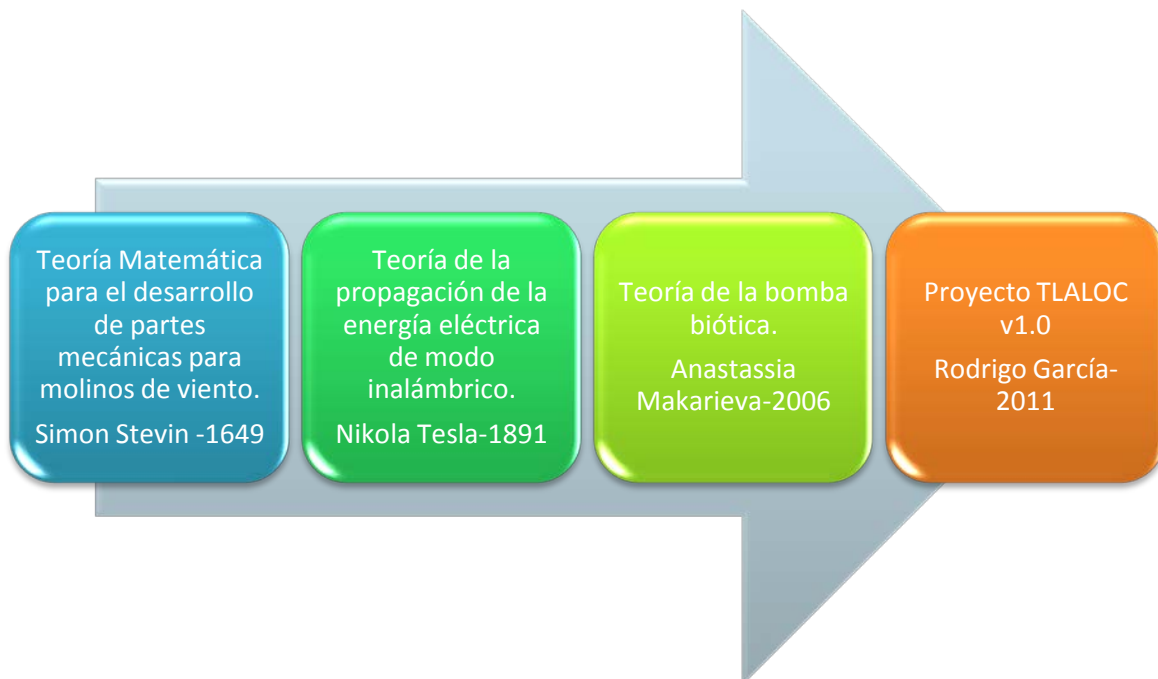 Teoría Matemática
para el desarrollo
de partes
mecánicas para
molinos de viento.
Simon Stevin -1649
Teoría de la
propagación de la
energía eléctrica
de modo
inalámbrico.
Nikola Tesla-1891
Teoría de la bomba
biótica.
Anastassia
Makarieva-2006
Proyecto TLALOC
v1.0
Rodrigo García-
2011